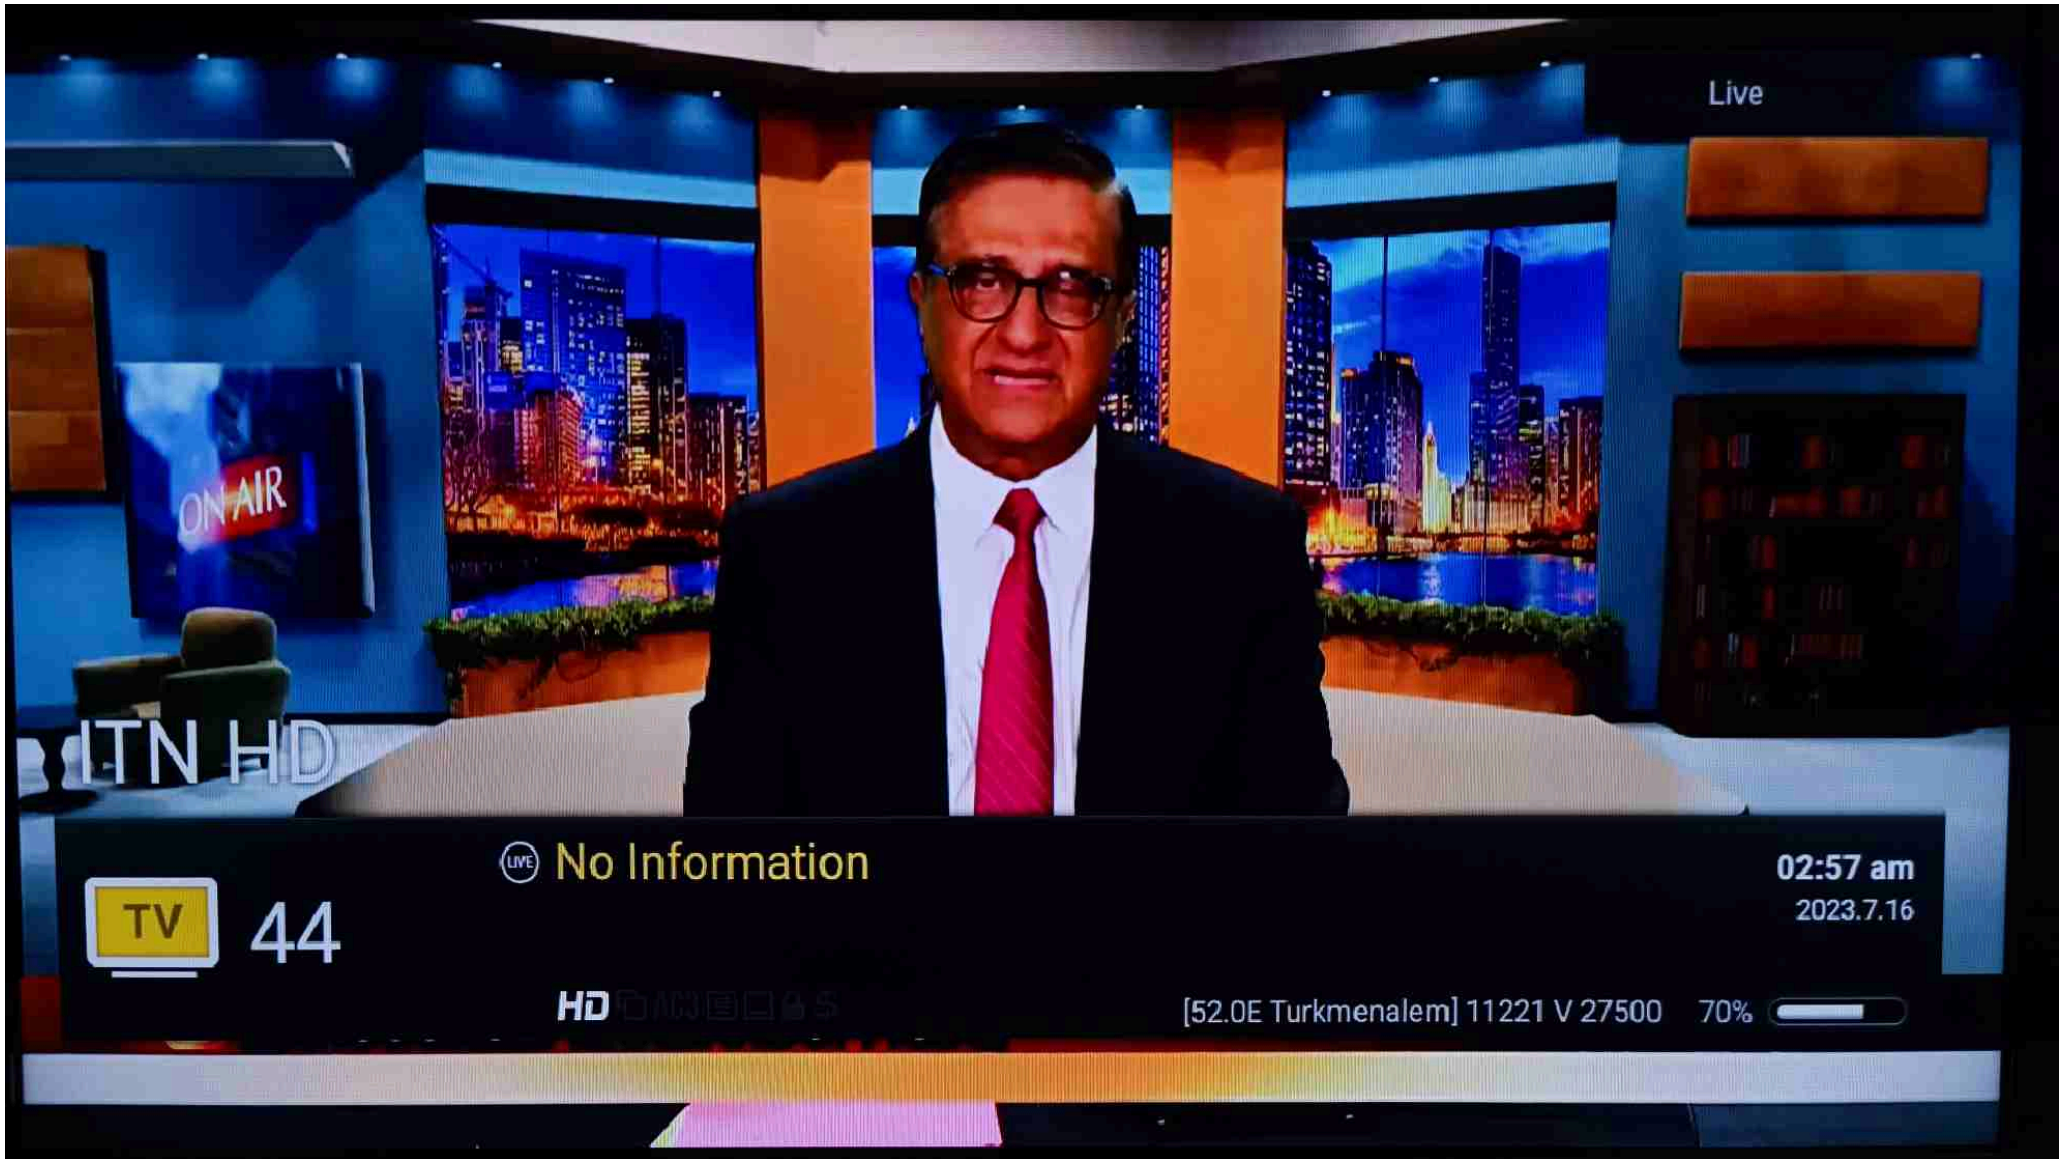 Live
ON AIR
ITN HD
LIVE No Information
02:57 am
TV 44
2023.7.16
HD
[52.0E Turkmenalem] 11221 V 27500 70%